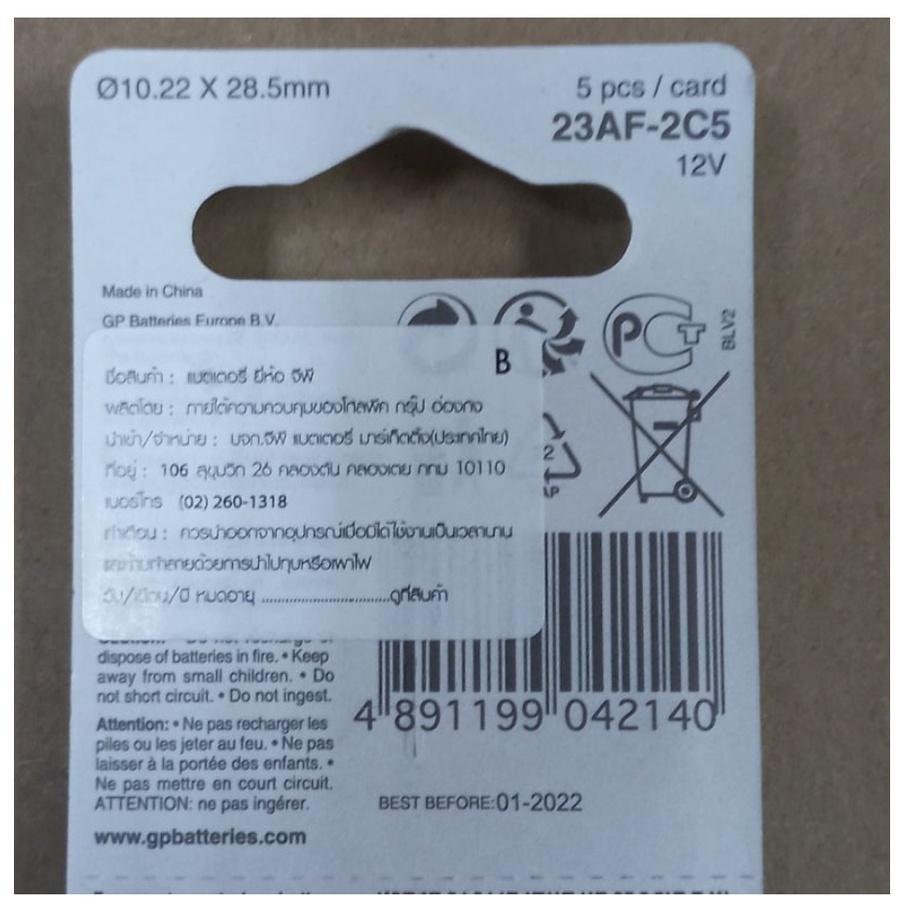 Ø10.22 X 28.5mm
5 pcs / card
23AF-2C5
12V
Made in China
GP Batteries Europe B.V.
BLV2
B
ชื่อสินค้า : แบตเตอรี่ ยี่ห้อ จีพี
ผลิตโดย : ภายใต้ความควบคุมของโกลพีค กรุ๊ป ฮ่องกง
นำเข้า/จำหน่าย : บจก.จีพี แบตเตอรี่ มาร์เก็ตติ้ง(ประเทศไทย)
ที่อยู่ : 106 สุขุมวิท 26 คลองตัน คลองเตย กทม 10110
เบอร์โทร (02) 260-1318
คำเตือน : ควรนำออกจากอุปกรณ์เมื่อมิได้ใช้งานเป็นเวลานาน
และห้ามทำลายด้วยการนำไปทุบหรือเผาไฟ
วัน/เดือน/ปี หมดอายุ ..............................ดูที่สินค้า
2
AP
dispose of batteries in fire. • Keep
away from small children. • Do
not short circuit. • Do not ingest.
Attention: • Ne pas recharger les
piles ou les jeter au feu. • Ne pas
laisser à la portée des enfants. •
Ne pas mettre en court circuit.
ATTENTION: ne pas ingérer.
www.gpbatteries.com
4 891199 042140
BEST BEFORE:01-2022